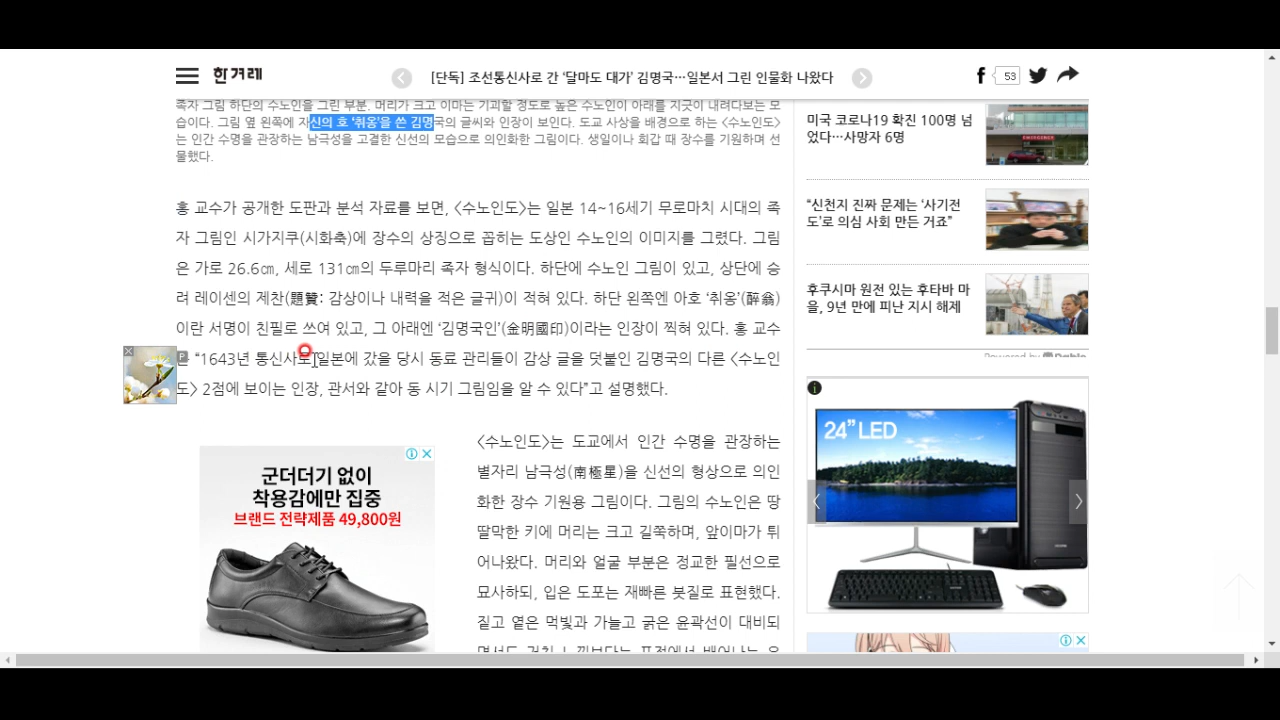 한겨레
[단독] 조선통신사로 간 ‘달마도 대가’ 김명국…일본서 그린 인물화 나왔다
53
족자 그림 하단의 수노인을 그린 부분. 머리가 크고 이마는 기괴할 정도로 높은 수노인이 아래를 지긋이 내려다보는 모
습이다. 그림 옆 왼쪽에 자신의 호 ‘취옹’을 쓴 김명국의 글씨와 인장이 보인다. 도교 사상을 배경으로 하는 <수노인도>
는 인간 수명을 관장하는 남극성을 고결한 신선의 모습으로 의인화한 그림이다. 생일이나 회갑 때 장수를 기원하며 선
물했다.
홍 교수가 공개한 도판과 분석 자료를 보면, <수노인도>는 일본 14~16세기 무로마치 시대의 족
자 그림인 시가지쿠(시화축)에 장수의 상징으로 꼽히는 도상인 수노인의 이미지를 그렸다. 그림
은 가로 26.6㎝, 세로 131㎝의 두루마리 족자 형식이다. 하단에 수노인 그림이 있고, 상단에 승
려 레이센의 제찬(題贊: 감상이나 내력을 적은 글귀)이 적혀 있다. 하단 왼쪽엔 아호 ‘취옹’(醉翁)
이란 서명이 친필로 쓰여 있고, 그 아래엔 ‘김명국인’(金明國印)이라는 인장이 찍혀 있다. 홍 교수
은 “1643년 통신사로 일본에 갔을 당시 동료 관리들이 감상 글을 덧붙인 김명국의 다른 <수노인
도> 2점에 보이는 인장, 관서와 같아 동 시기 그림임을 알 수 있다”고 설명했다.
군더더기 없이
착용감에만 집중
브랜드 전략제품 49,800원
<수노인도>는 도교에서 인간 수명을 관장하는
별자리 남극성(南極星)을 신선의 형상으로 의인
화한 장수 기원용 그림이다. 그림의 수노인은 땅
딸막한 키에 머리는 크고 길쭉하며, 앞이마가 튀
어나왔다. 머리와 얼굴 부분은 정교한 필선으로
묘사하되, 입은 도포는 재빠른 붓질로 표현했다.
짙고 옅은 먹빛과 가늘고 굵은 윤곽선이 대비되
미국 코로나19 확진 100명 넘
었다…사망자 6명
“신천지 진짜 문제는 ‘사기전
도’로 의심 사회 만든 거죠”
후쿠시마 원전 있는 후타바 마
을, 9년 만에 피난 지시 해제
Powered by Dable
24" LED